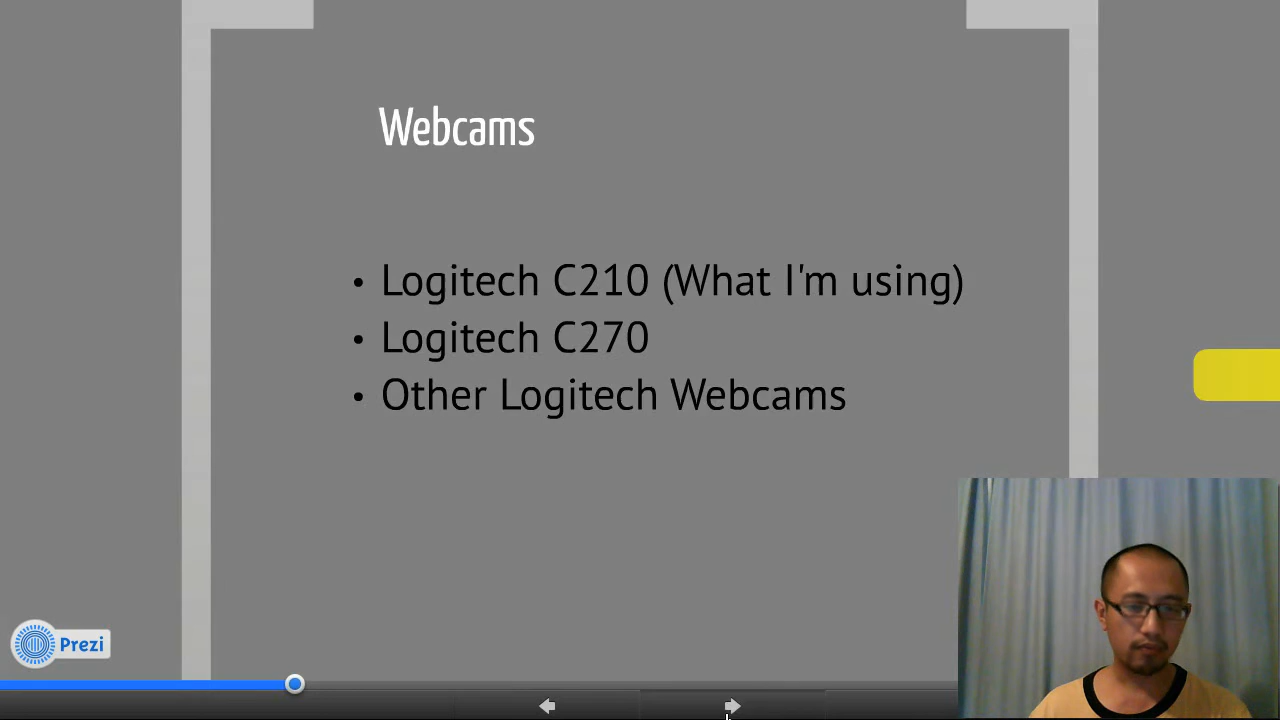 Webcams
• Logitech C210 (What I'm using)
• Logitech C270
• Other Logitech Webcams
Prezi